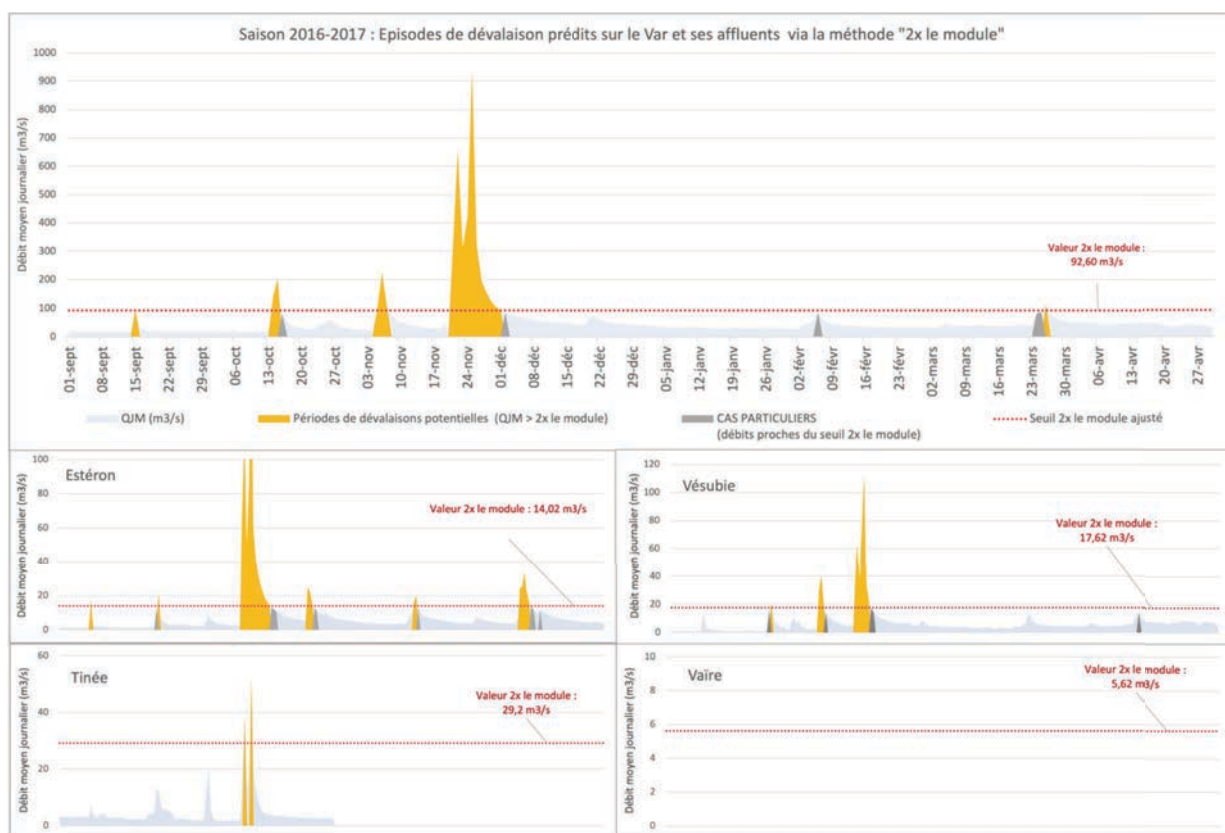 Saison 2016-2017 : Episodes de dévalaison prédits sur le Var et ses affluents via la méthode "2x le module"
Débit moyen journalier (m3/s)
1000
900
800
700
600
500
400
300
200
100
0
Valeur 2x le module :
92,60 m3/s
01-sept
08-sept
15-sept
22-sept
29-sept
06-oct
13-oct
20-oct
27-oct
03-nov
10-nov
17-nov
24-nov
01-déc
08-déc
15-déc
22-déc
29-déc
05-janv
12-janv
19-janv
26-janv
02-févr
09-févr
16-févr
23-févr
02-mars
09-mars
16-mars
23-mars
30-mars
06-avr
13-avr
20-avr
27-avr
QJM (m3/s)
Périodes de dévalaisons potentielles (QJM > 2x le module)
CAS PARTICULIERS
(débits proches du seuil 2x le module)
Seuil 2x le module ajusté
Estéron
Débit moyen journalier (m3/s)
100
80
60
40
20
0
Valeur 2x le module : 14,02 m3/s
Vésubie
Débit moyen journalier (m3/s)
120
100
80
60
40
20
0
Valeur 2x le module :
17,62 m3/s
Tinée
Débit moyen journalier (m3/s)
60
40
20
0
Valeur 2x le module :
29,2 m3/s
Vaïre
Débit moyen journalier (m3/s)
10
8
6
4
2
0
Valeur 2x le module :
5,62 m3/s